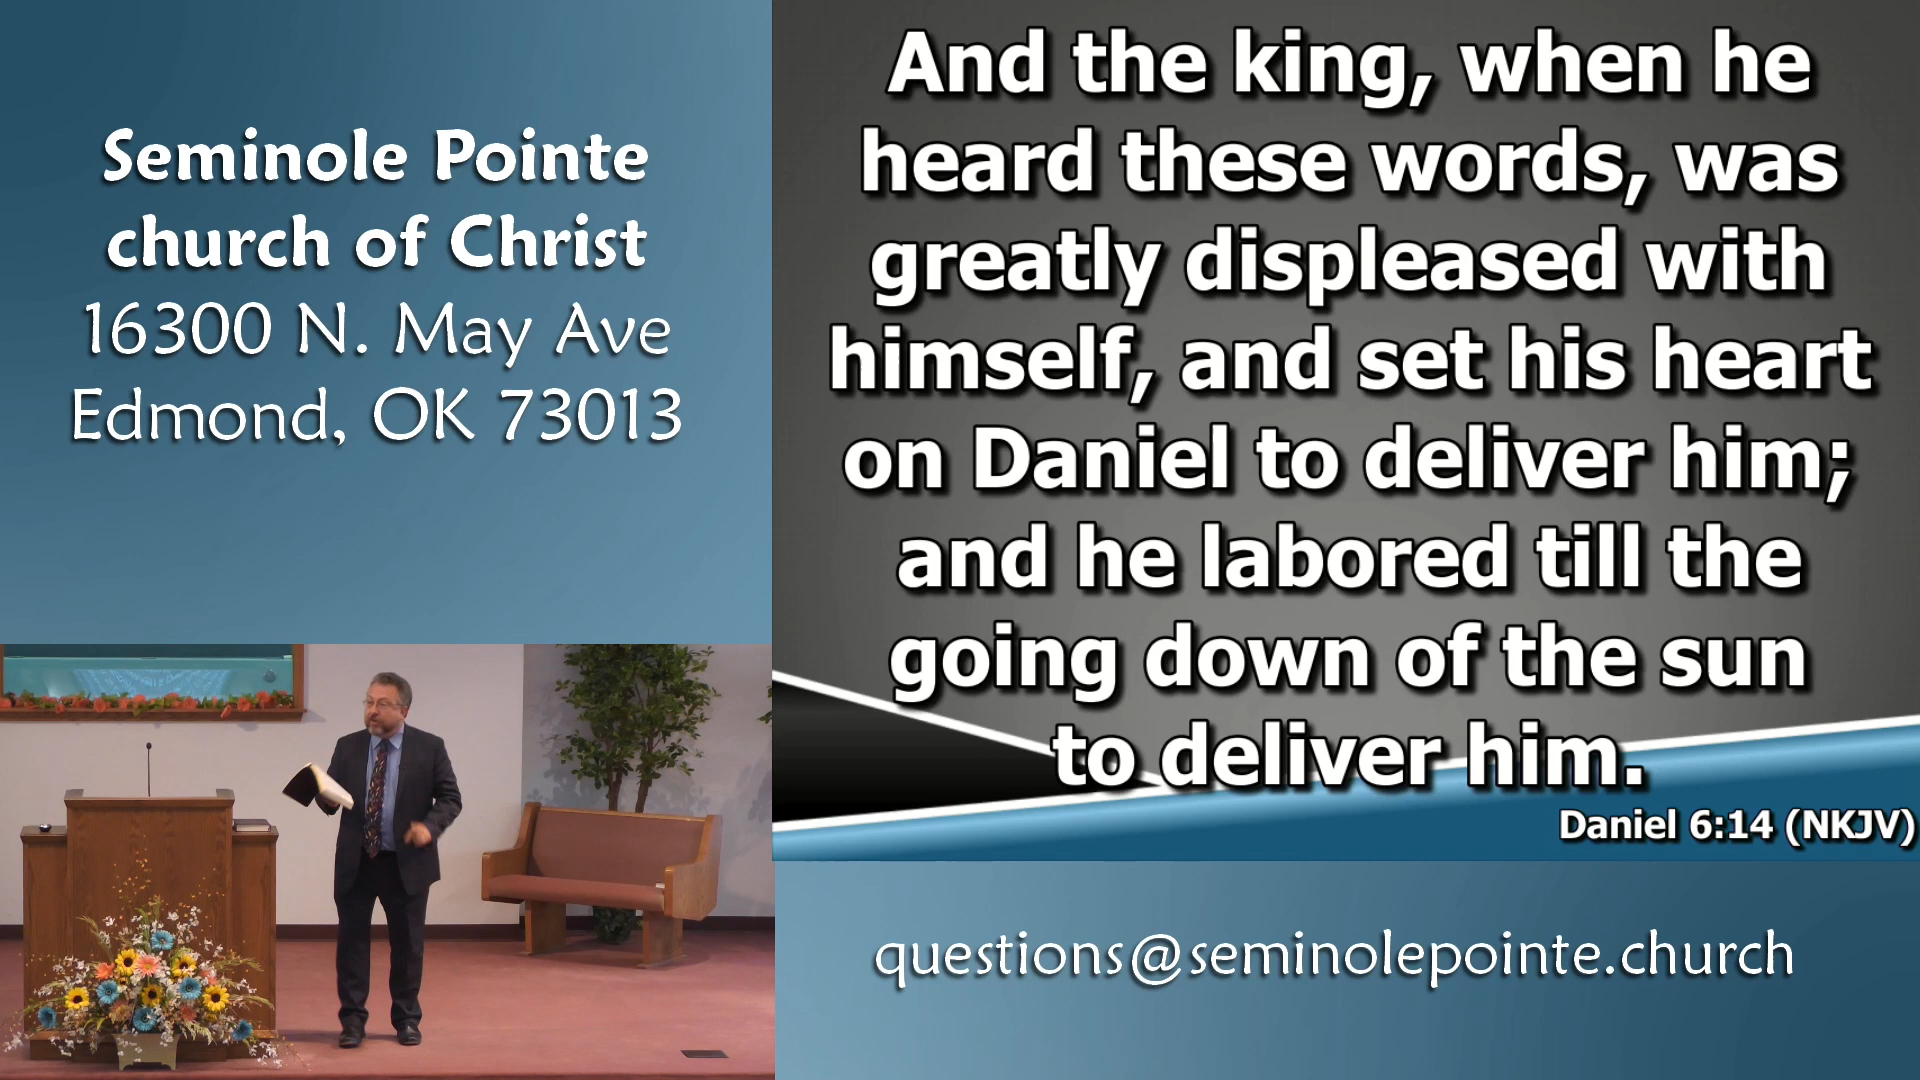 Seminole Pointe
church of Christ
16300 N. May Ave
Edmond, OK 73013
And the king, when he
heard these words, was
greatly displeased with
himself, and set his heart
on Daniel to deliver him;
and he labored till the
going down of the sun
to deliver him.
Daniel 6:14 (NKJV)
questions@seminolepointe.church